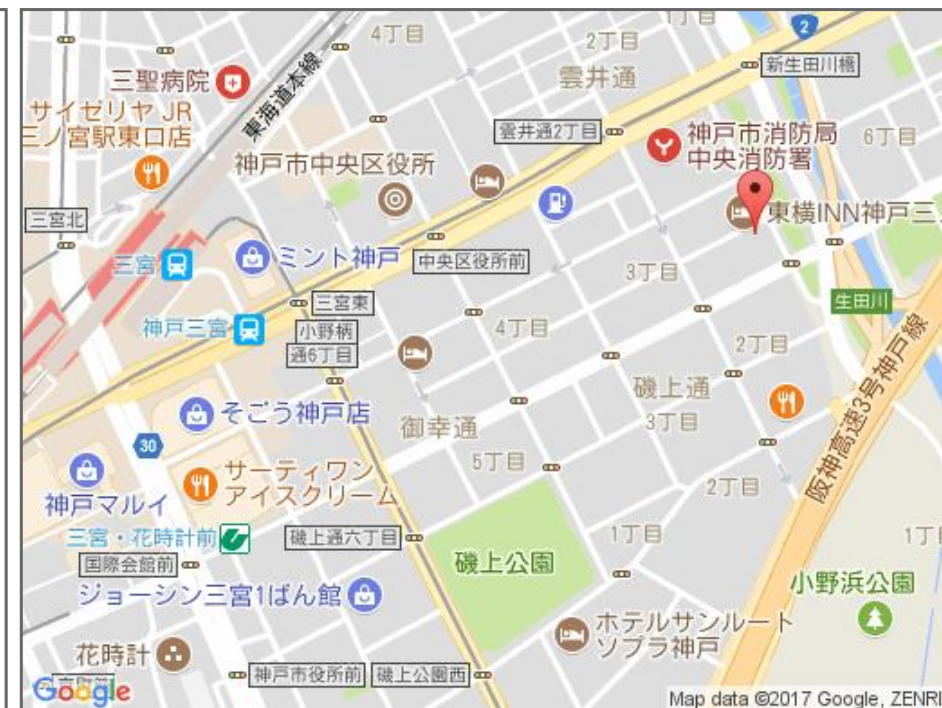 4丁目
1丁目
2
2丁目
新生田川橋
三聖病院
東海道本線
雲井通
サイゼリヤ JR
三ノ宮駅東口店
雲井通2丁目
神戸市消防局
中央消防署
6丁目
神戸市中央区役所
三宮北
東横INN神戸三
三宮
ミント神戸
中央区役所前
3丁目
三宮東
生田川
神戸三宮
小野柄
通6丁目
4丁目
2丁目
阪神高速3号神戸線
磯上通
そごう神戸店
御幸通
3丁目
30
5丁目
サーティワン
アイスクリーム
神戸マルイ
2丁目
三宮・花時計前
磯上通六丁目
1丁目
国際会館前
磯上公園
ジョーシン三宮1ばん館
小野浜公園
ホテルサンルート
ソプラ神戸
花時計
神戸市役所前
磯上公園西
Google
Map data ©2017 Google, ZENRI